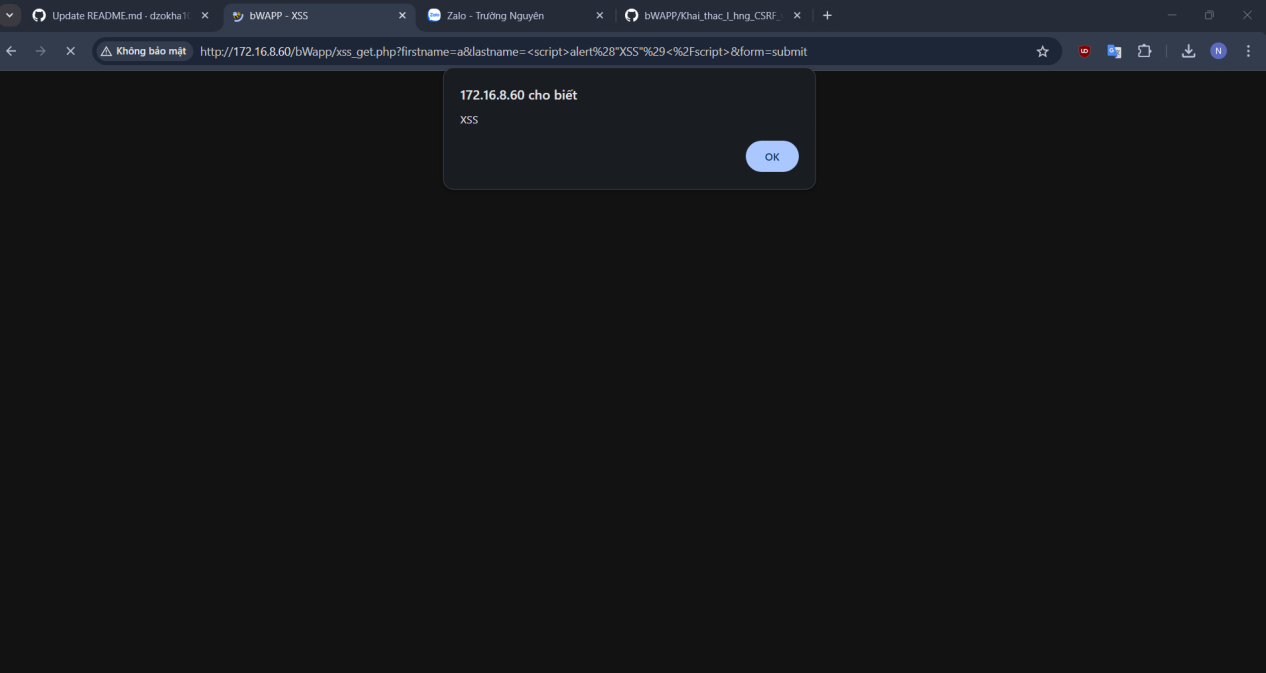 Update README.md · dzokha10
bWAPP - XSS
Zalo - Trường Nguyên
bWAPP/Khai_thac_l_hng_CSRF_
Không bảo mật
http://172.16.8.60/bWapp/xss_get.php?firstname=a&lastname=<script>alert%28"XSS"%29<%2Fscript>&form=submit
N
172.16.8.60 cho biết
XSS
OK